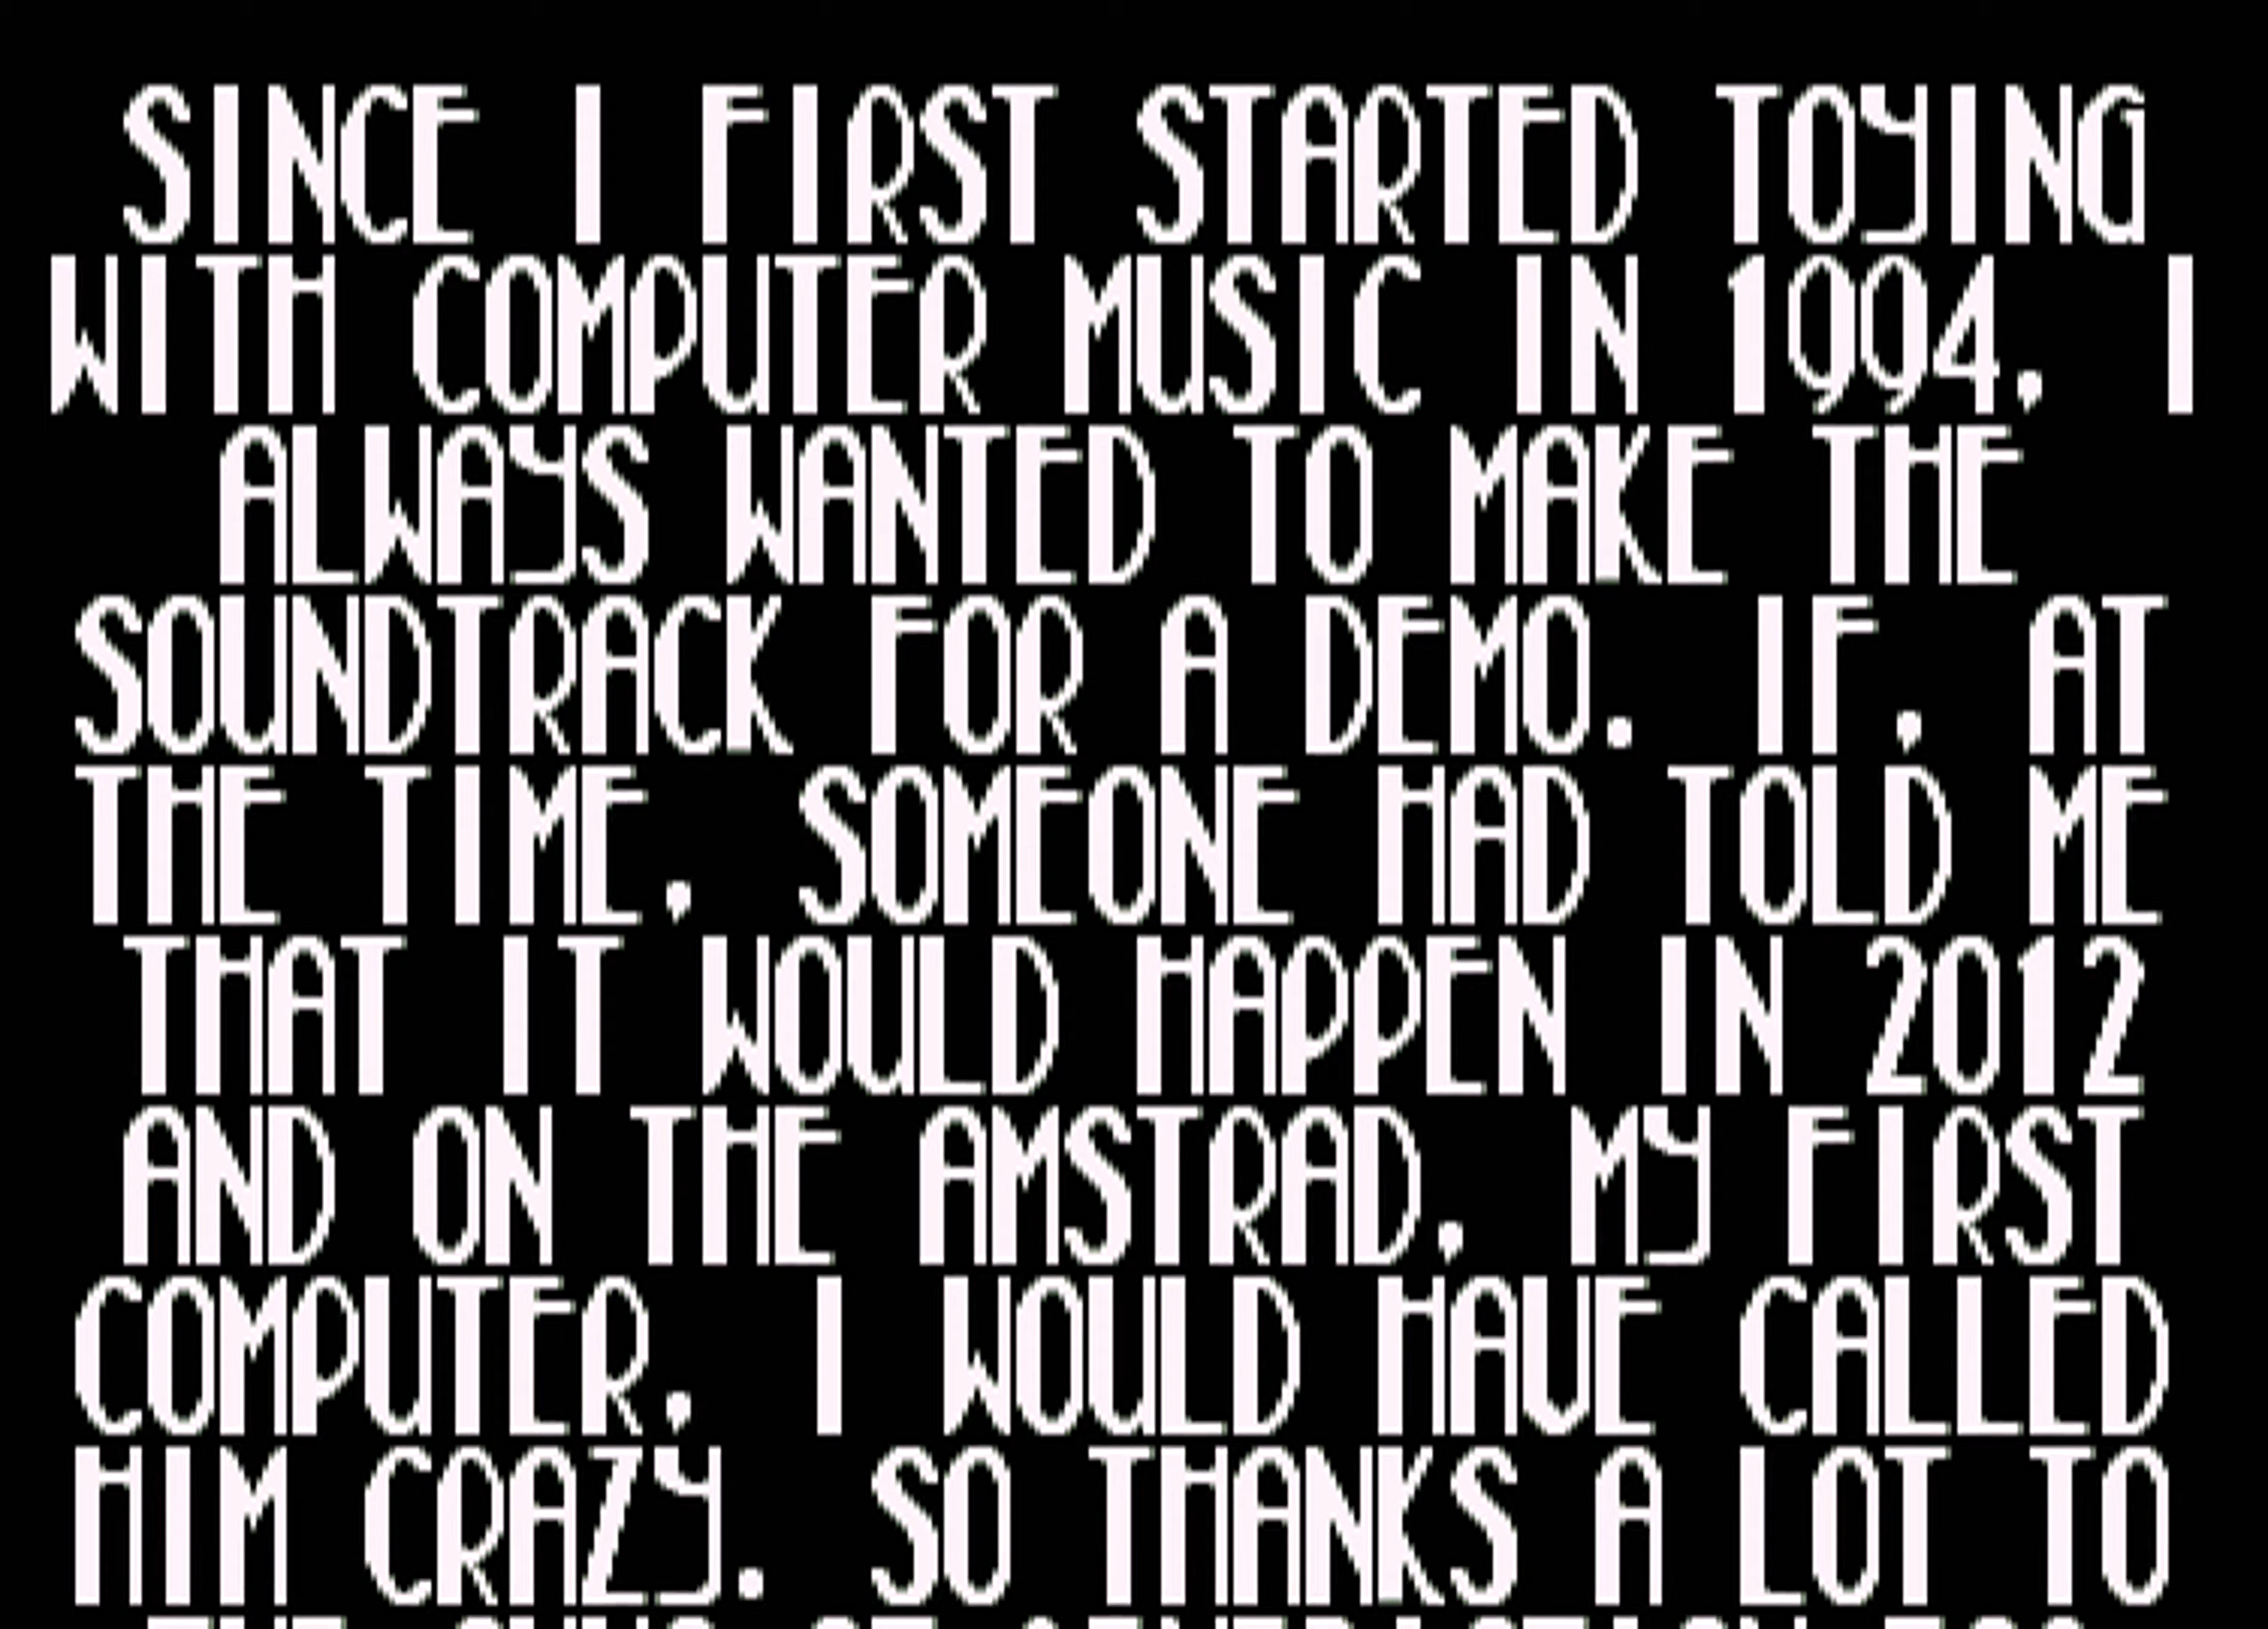 SINCE I FIRST STARTED TOYING
WITH COMPUTER MUSIC IN 1994, I
ALWAYS WANTED TO MAKE THE
SOUNDTRACK FOR A DEMO. IF, AT
THE TIME, SOMEONE HAD TOLD ME
THAT IT WOULD HAPPEN IN 2012
AND ON THE AMSTRAD, MY FIRST
COMPUTER, I WOULD HAVE CALLED
HIM CRAZY. SO THANKS A LOT TO